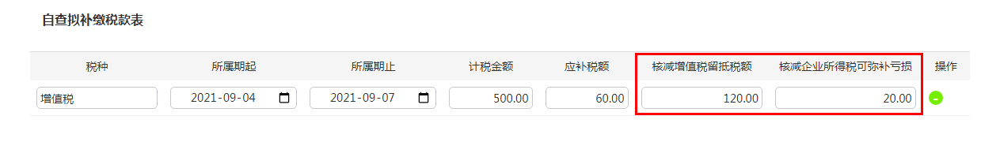 自查拟补缴税款表
税种 所属期起 所属期止 计税金额 应补税额 核减增值税留抵税额 核减企业所得税可弥补亏损 操作
增值税 2021-09-04 2021-09-07 500.00 60.00 120.00 20.00